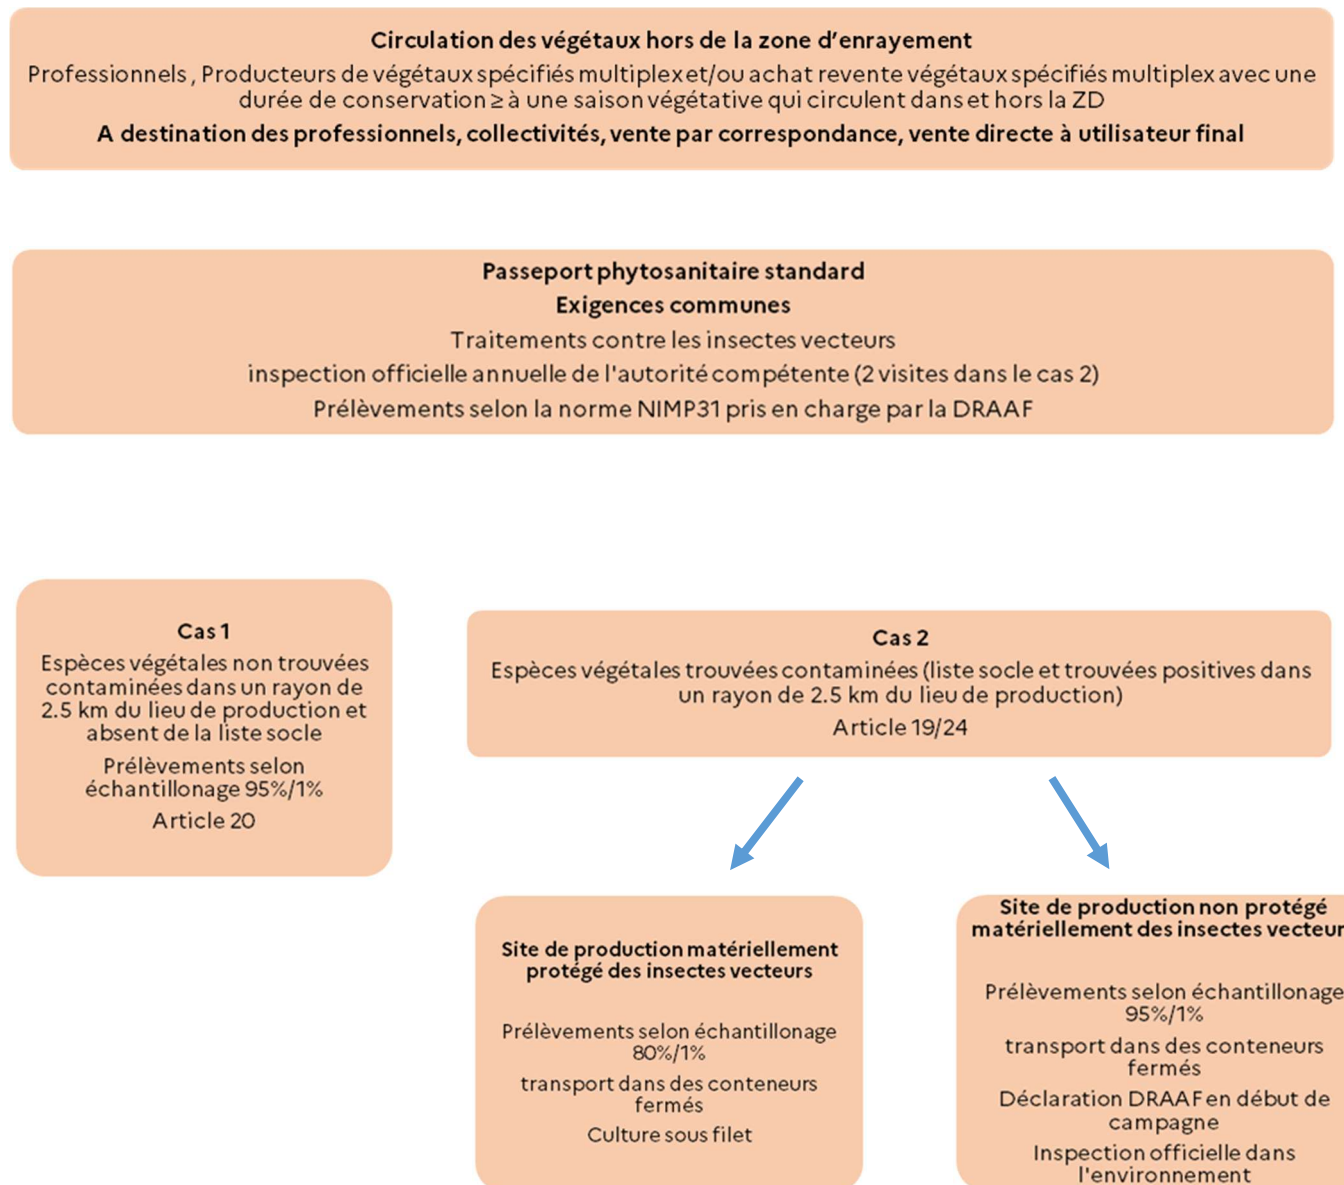 Circulation des végétaux hors de la zone d’enrayement
Professionnels , Producteurs de végétaux spécifiés multiplex et/ou achat revente végétaux spécifiés multiplex avec une
durée de conservation ≥ à une saison végétative qui circulent dans et hors la ZD
A destination des professionnels, collectivités, vente par correspondance, vente directe à utilisateur final
Passeport phytosanitaire standard
Exigences communes
Traitements contre les insectes vecteurs
inspection officielle annuelle de l'autorité compétente (2 visites dans le cas 2)
Prélèvements selon la norme NIMP31 pris en charge par la DRAAF
Cas 1
Espèces végétales non trouvées
contaminées dans un rayon de
2.5 km du lieu de production et
absent de la liste socle
Prélèvements selon
échantillonage 95%/1%
Article 20
Cas 2
Espèces végétales trouvées contaminées (liste socle et trouvées positives dans
un rayon de 2.5 km du lieu de production)
Article 19/24
Site de production matériellement
protégé des insectes vecteurs
Prélèvements selon échantillonage
80%/1%
transport dans des conteneurs
fermés
Culture sous filet
Site de production non protégé
matériellement des insectes vecteur
Prélèvements selon échantillonage
95%/1%
transport dans des conteneurs
fermés
Déclaration DRAAF en début de
campagne
Inspection officielle dans
l'environnement